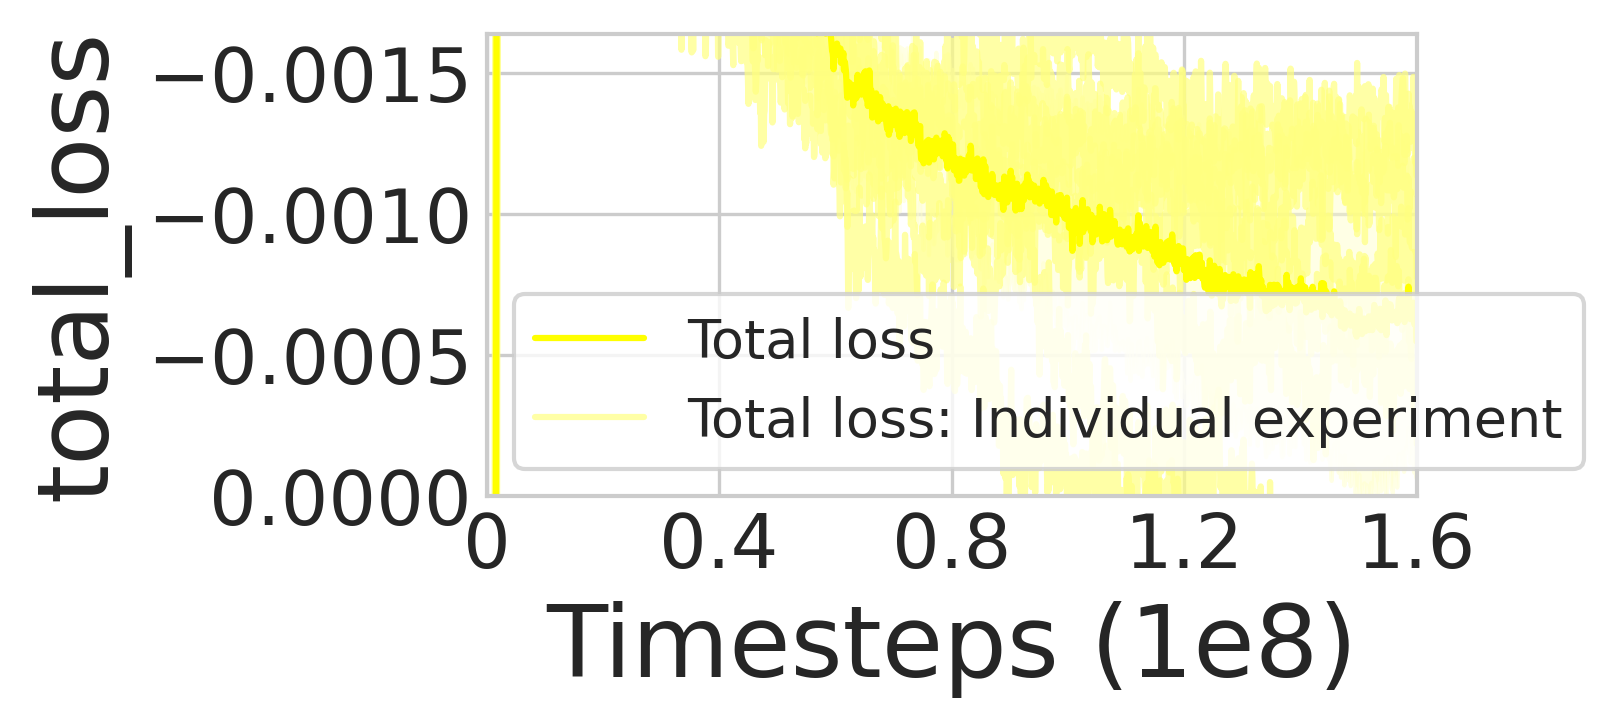 total_loss
−0.0015
−0.0010
−0.0005
0.0000
Total loss
Total loss: Individual experiment
0 0.4 0.8 1.2 1.6
Timesteps (1e8)